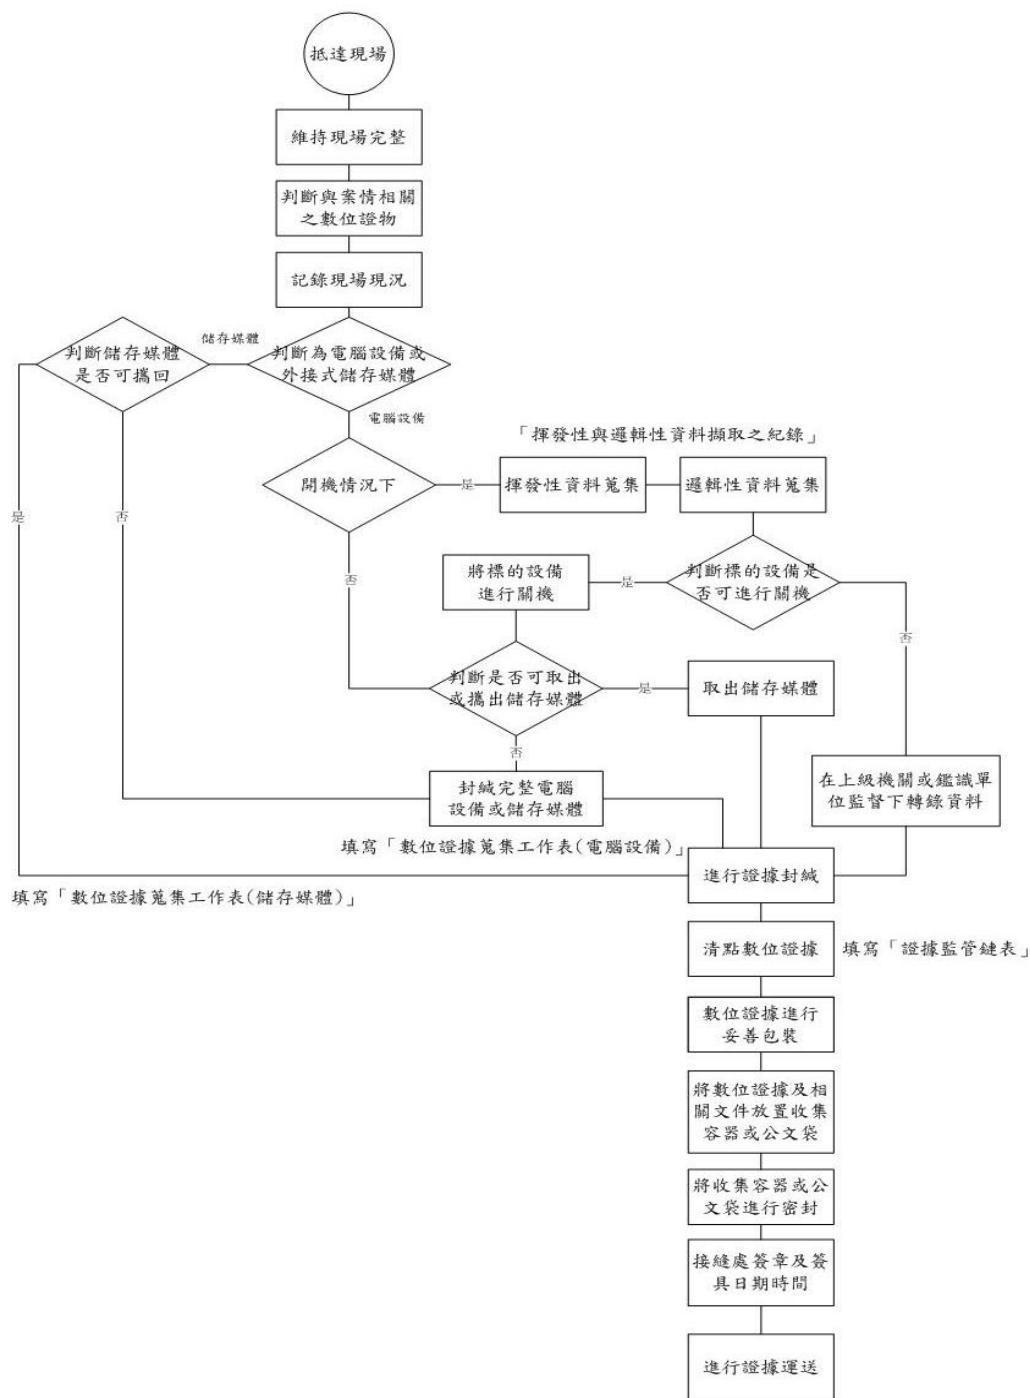 抵達現場
維持現場完整
判斷與案情相關
之數位證物
記錄現場現況
儲存媒體
判斷儲存媒體
是否可攜回
判斷為電腦設備或
外接式儲存媒體
電腦設備
「揮發性與邏輯性資料擷取之紀錄」
開機情況下
是
揮發性資料蒐集
邏輯性資料蒐集
是
否
否
將標的設備
進行關機
是
判斷標的設備是
否可進行關機
否
判斷是否可取出
或攜出儲存媒體
是
取出儲存媒體
否
封緘完整電腦
設備或儲存媒體
在上級機關或鑑識單
位監督下轉錄資料
填寫「數位證據蒐集工作表(電腦設備)」
進行證據封緘
填寫「數位證據蒐集工作表(儲存媒體)」
清點數位證據
填寫「證據監管鏈表」
數位證據進行
妥善包裝
將數位證據及相
關文件放置收集
容器或公文袋
將收集容器或公
文袋進行密封
接縫處簽章及簽
具日期時間
進行證據運送